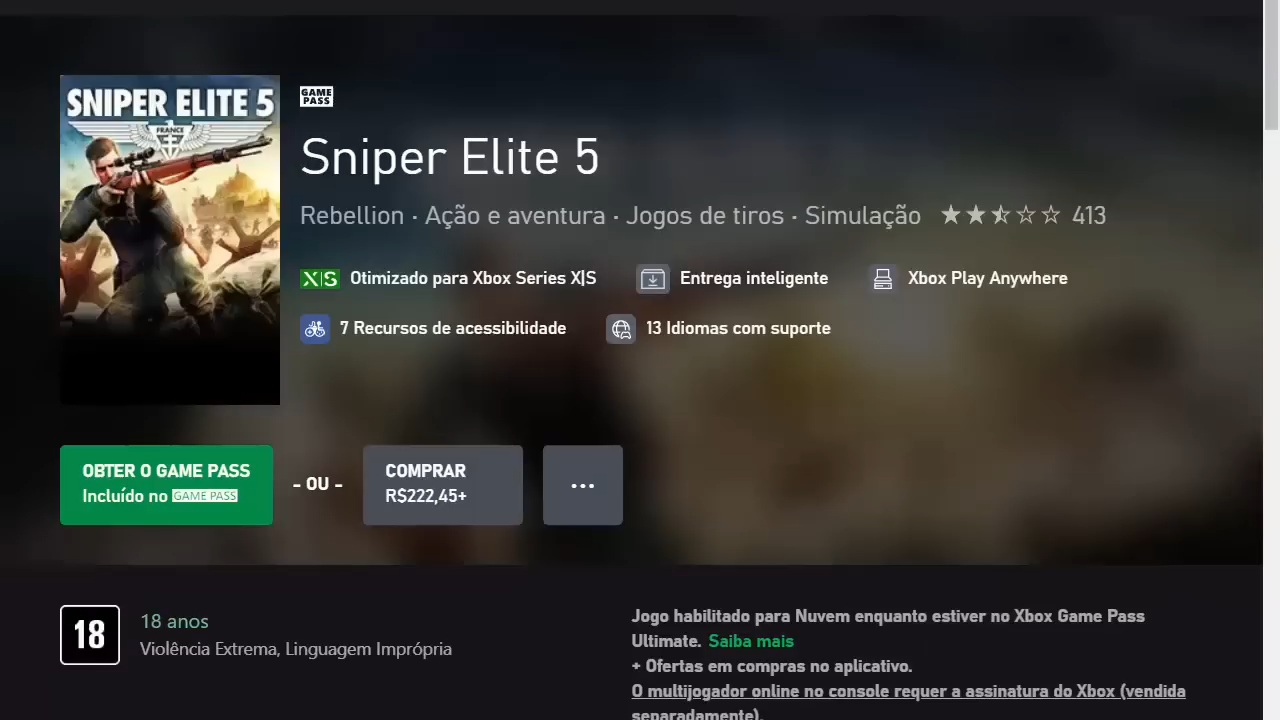 SNIPER ELITE 5
FRANCE
GAME
PASS
Sniper Elite 5
Rebellion · Ação e aventura · Jogos de tiros · Simulação 413
X|S Otimizado para Xbox Series X|S Entrega inteligente Xbox Play Anywhere
7 Recursos de acessibilidade 13 Idiomas com suporte
OBTER O GAME PASS
Incluído no GAME PASS
- OU -
COMPRAR
R$222,45+
...
18
18 anos
Violência Extrema, Linguagem Imprópria
Jogo habilitado para Nuvem enquanto estiver no Xbox Game Pass
Ultimate. Saiba mais
+ Ofertas em compras no aplicativo.
O multijogador online no console requer a assinatura do Xbox (vendida
separadamente).